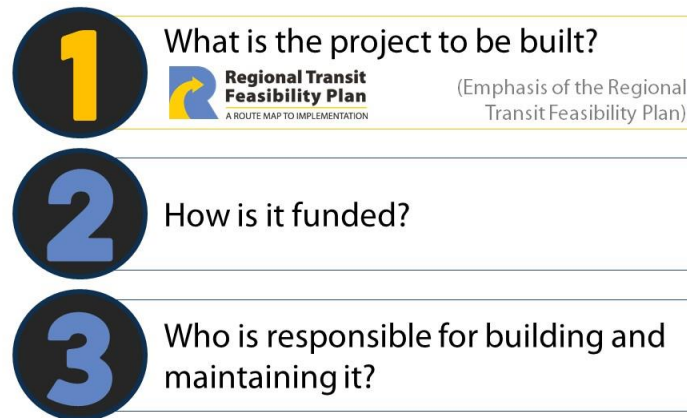 1
What is the project to be built?
Regional Transit
Feasibility Plan
A ROUTE MAP TO IMPLEMENTATION
(Emphasis of the Regional
Transit Feasibility Plan)
2
How is it funded?
3
Who is responsible for building and
maintaining it?